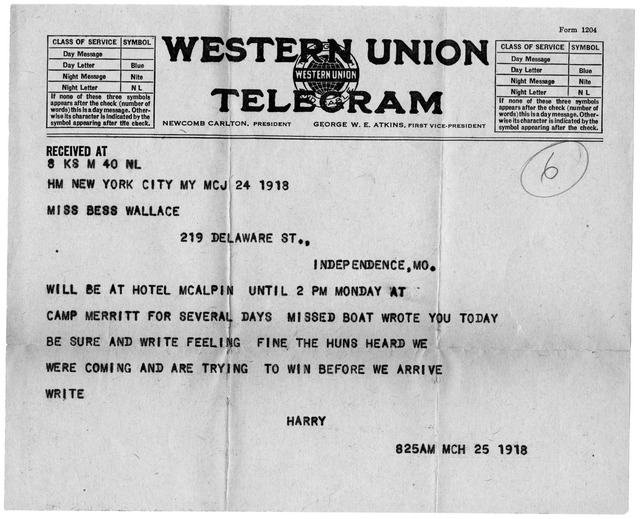 Form 1204
CLASS OF SERVICE SYMBOL
Day Message
Day Letter Blue
Night Message Nite
Night Letter N L
If none of these three symbols
appears after the check (number of
words) this is a day message. Other-
wise its character is indicated by the
symbol appearing after the check.
WESTERN UNION
WESTERN UNION
TELEGRAM
NEWCOMB CARLTON, PRESIDENT GEORGE W. E. ATKINS, FIRST VICE-PRESIDENT
CLASS OF SERVICE SYMBOL
Day Message
Day Letter Blue
Night Message Nite
Night Letter N L
If none of these three symbols
appears after the check (number of
words) this is a day message. Other-
wise its character is indicated by the
symbol appearing after the check.
RECEIVED AT
8 KS M 40 NL
6
HM NEW YORK CITY MY MCJ 24 1918
MISS BESS WALLACE
219 DELAWARE ST.,
INDEPENDENCE,MO.
WILL BE AT HOTEL MCALPIN UNTIL 2 PM MONDAY AT
CAMP MERRITT FOR SEVERAL DAYS MISSED BOAT WROTE YOU TODAY
BE SURE AND WRITE FEELING FINE THE HUNS HEARD WE
WERE COMING AND ARE TRYING TO WIN BEFORE WE ARRIVE
WRITE
HARRY
825AM MCH 25 1918